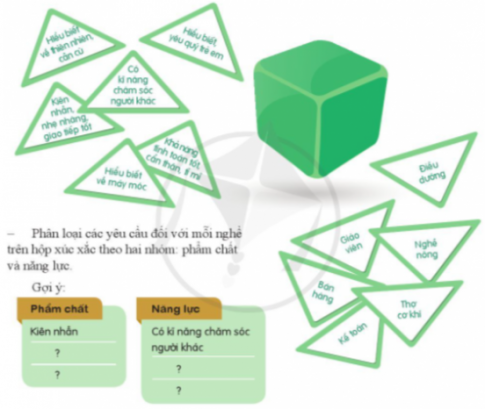 Hiểu biết
về thiên nhiên,
cần cù
Hiểu biết,
yêu quý trẻ em
Có
kĩ năng
chăm sóc
người khác
Kiên
nhẫn,
nhẹ nhàng,
giao tiếp tốt
Khả năng
tính toán tốt
cẩn thận, tỉ mỉ
Hiểu biết
về máy móc
Điều
dưỡng
Giáo
viên
Nghề
nông
Bán
hàng
Thợ
cơ khí
Kế toán
– Phân loại các yêu cầu đối với mỗi nghề
trên hộp xúc xắc theo hai nhóm: phẩm chất
và năng lực.
Gợi ý:
Phẩm chất
Kiên nhẫn
?
?
Năng lực
Có kĩ năng chăm sóc
người khác
?
?